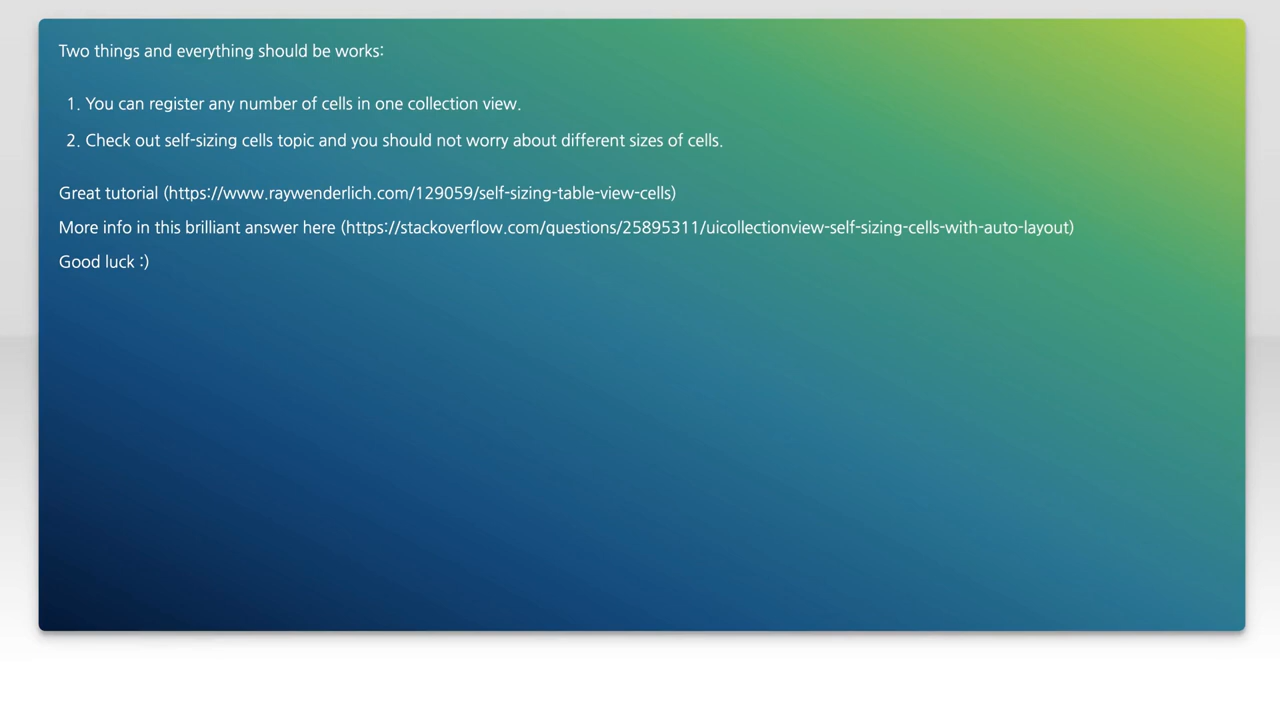 Two things and everything should be works:
1. You can register any number of cells in one collection view.
2. Check out self-sizing cells topic and you should not worry about different sizes of cells.
Great tutorial (https://www.raywenderlich.com/129059/self-sizing-table-view-cells)
More info in this brilliant answer here (https://stackoverflow.com/questions/25895311/uicollectionview-self-sizing-cells-with-auto-layout)
Good luck :)